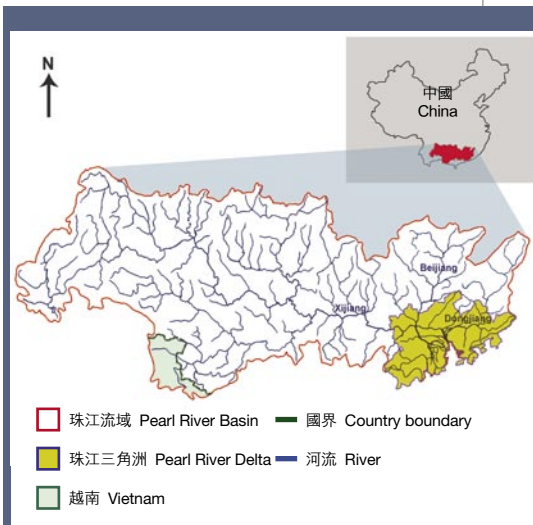 N
中國
China
Beijiang
Xijiang
Dongjiang
珠江流域 Pearl River Basin
國界 Country boundary
珠江三角洲 Pearl River Delta
河流 River
越南 Vietnam